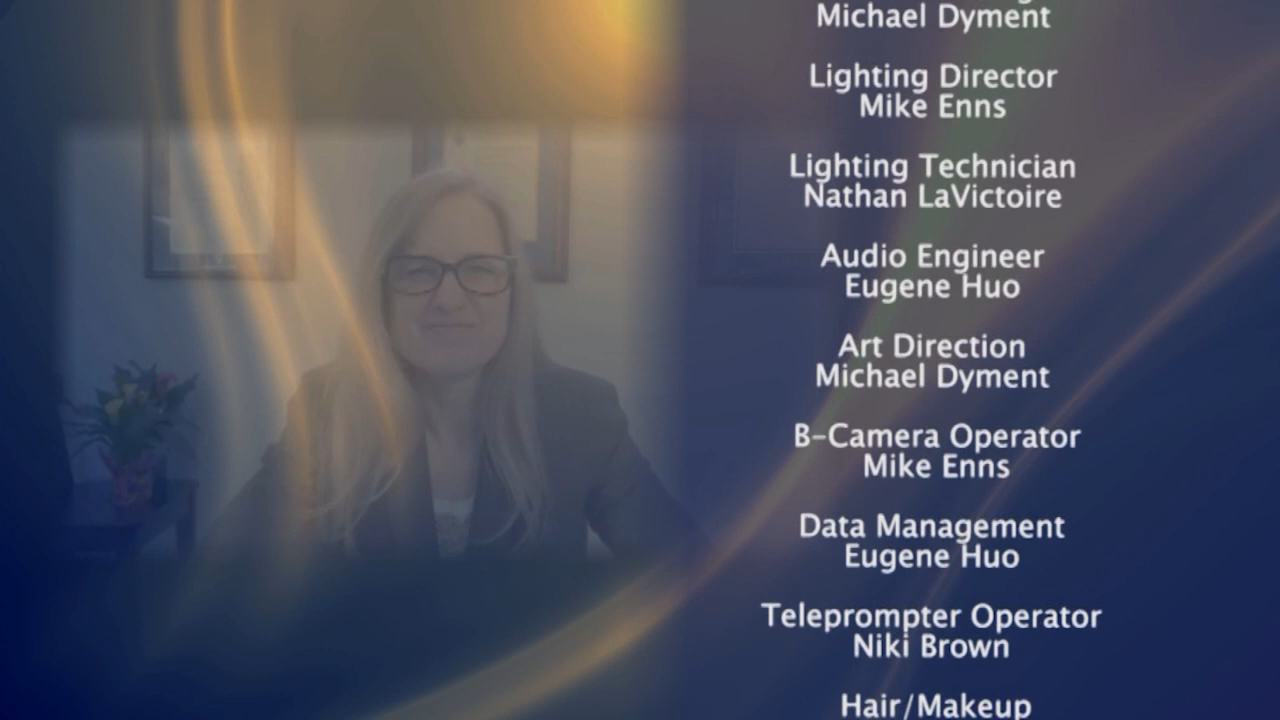 Michael Dyment
Lighting Director
Mike Enns
Lighting Technician
Nathan LaVictoire
Audio Engineer
Eugene Huo
Art Direction
Michael Dyment
B-Camera Operator
Mike Enns
Data Management
Eugene Huo
Teleprompter Operator
Niki Brown
Hair/Makeup